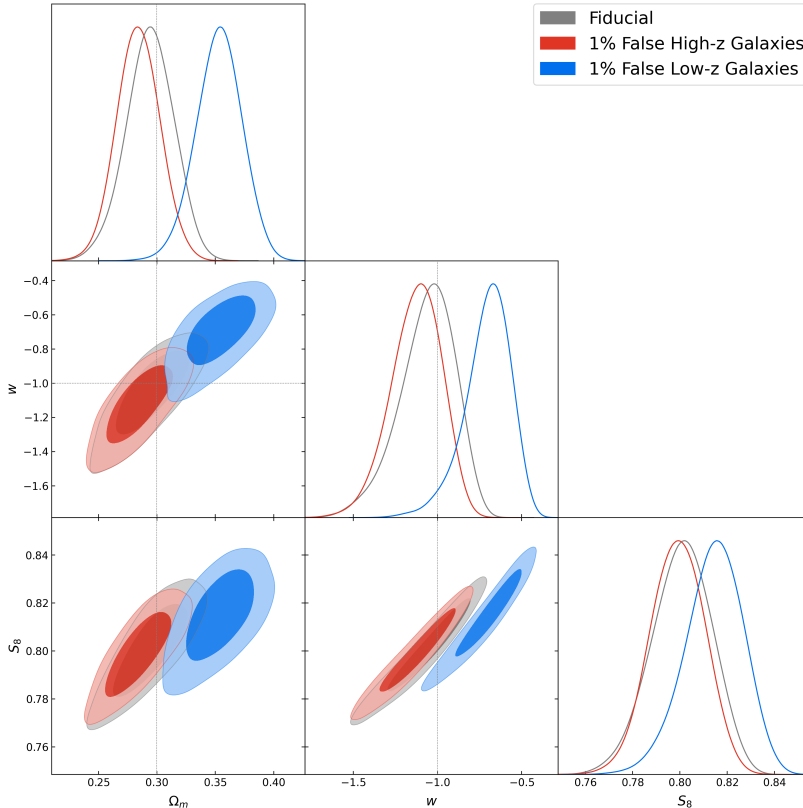 Fiducial
1% False High-z Galaxies
1% False Low-z Galaxies
−0.4
−0.6
−0.8
−1.0
−1.2
−1.4
−1.6
w
0.84
0.82
0.80
0.78
0.76
S₈
0.25 0.30 0.35 0.40
−1.5 −1.0 −0.5
0.76 0.80 0.82 0.84
Ωₘ
w
S₈